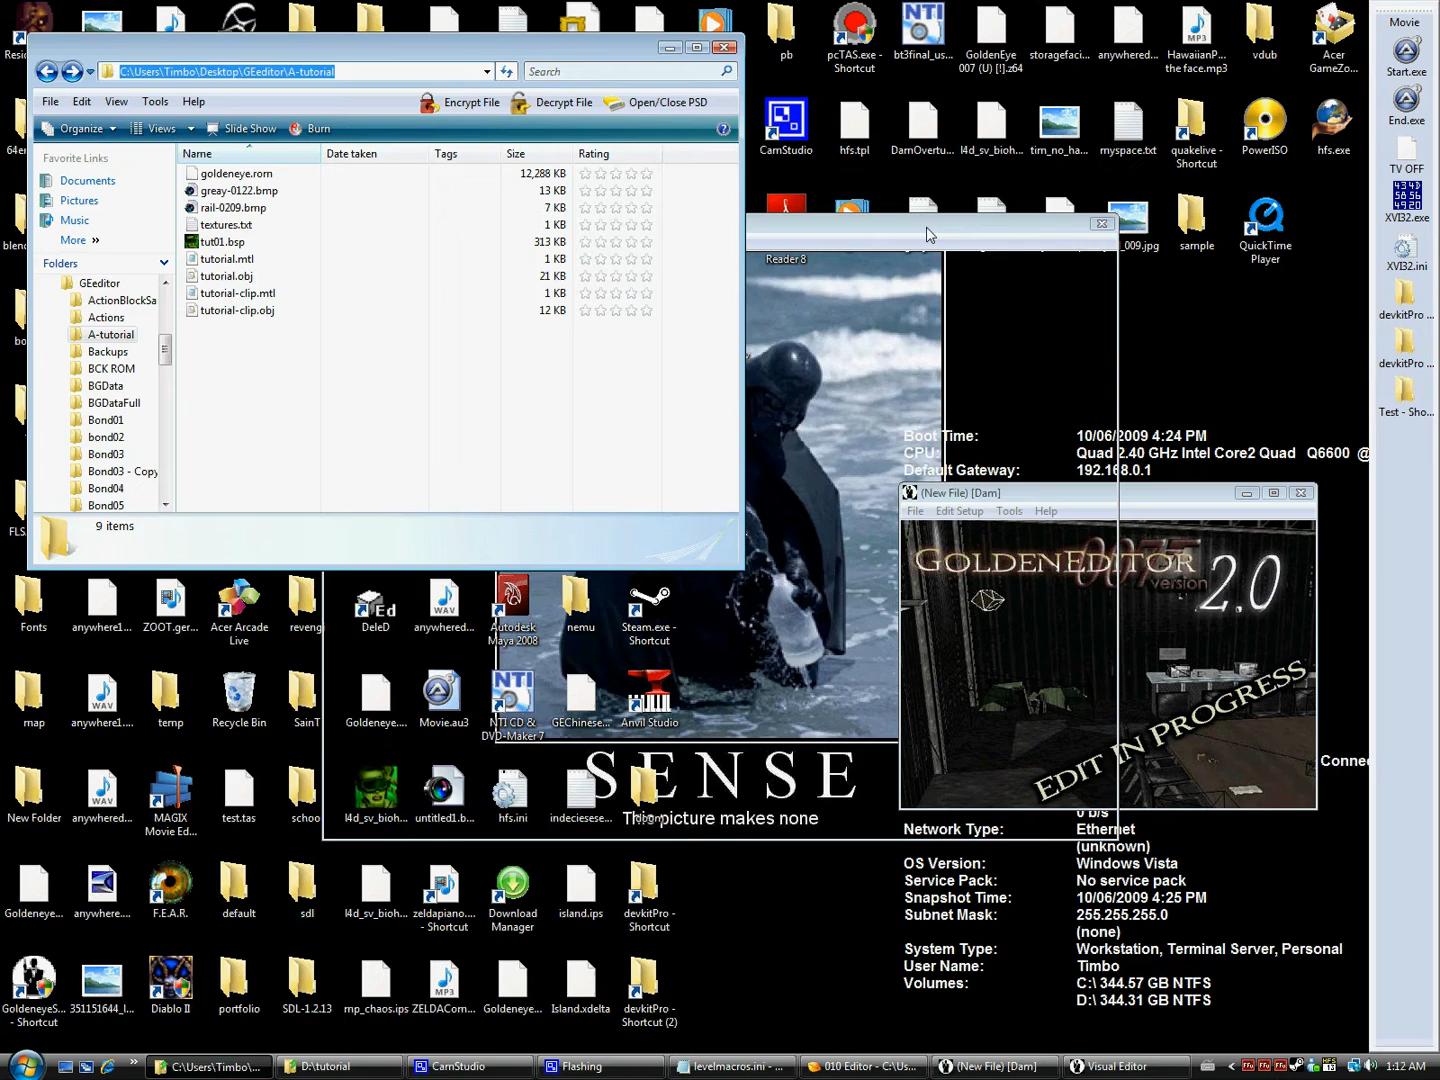 C:\Users\Timbo\Desktop\GEeditor\A-tutorial
Search
File Edit View Tools Help
Encrypt File Decrypt File Open/Close PSD
Organize Views Slide Show Burn
Favorite Links
Documents
Pictures
Music
More »
Folders
GEeditor
ActionBlockSa
Actions
A-tutorial
Backups
BCK ROM
BGData
BGDataFull
Bond01
bond02
Bond03
Bond03 - Copy
Bond04
Bond05
Name Date taken Tags Size Rating
goldeneye.rom 12,288 KB
greay-0122.bmp 13 KB
rail-0209.bmp 7 KB
textures.txt 1 KB
tut01.bsp 313 KB
tutorial.mtl 1 KB
tutorial.obj 21 KB
tutorial-clip.mtl 1 KB
tutorial-clip.obj 12 KB
9 items
pb
pcTAS.exe - Shortcut
bt3final_us...
GoldenEye 007 (U) [!].z64
storagefaci...
anywhere1...
HawaiianP... the face.mp3
vdub
Acer GameZo...
CamStudio
hfs.tpl
DamOvertu...
l4d_sv_bioh...
tim_no_ha...
myspace.txt
quakelive - Shortcut
PowerISO
hfs.exe
Reader 8
_009.jpg
sample
QuickTime Player
Movie
Start.exe
End.exe
TV OFF
434D
5841
5920
XVI32.exe
XVI32.ini
devkitPro ...
devkitPro ...
Test - Sho...
Boot Time: 10/06/2009 4:24 PM
CPU: Quad 2.40 GHz Intel Core2 Quad Q6600 @
Default Gateway: 192.168.0.1
(New File) [Dam]
File Edit Setup Tools Help
GOLDENEDITOR
007
version
2.0
EDIT IN PROGRESS
Connec
0 b/s
Network Type: Ethernet
(unknown)
OS Version: Windows Vista
Service Pack: No service pack
Snapshot Time: 10/06/2009 4:25 PM
Subnet Mask: 255.255.255.0
(none)
System Type: Workstation, Terminal Server, Personal
User Name: Timbo
Volumes: C:\ 344.57 GB NTFS
D:\ 344.31 GB NTFS
SENSE
This picture makes none
Fonts
anywhere1...
ZOOT.ger...
Acer Arcade Live
reveng
DeleD
anywhered...
Autodesk Maya 2008
nemu
Steam.exe - Shortcut
map
anywhere1...
temp
Recycle Bin
SainT
Goldeneye....
Movie.au3
NTI CD & DVD-Maker 7
GEChinese...
Anvil Studio
New Folder
anywhered...
MAGIX Movie Ed...
test.tas
schoo
l4d_sv_bioh...
untitled1.b...
hfs.ini
indeciesese...
Goldeneye...
anywhere....
F.E.A.R.
default
sdl
l4d_sv_bioh...
zeldapiano.... - Shortcut
Download Manager
island.ips
devkitPro - Shortcut
GoldeneyeS... - Shortcut
351151644_l...
Diablo II
portfolio
SDL-1.2.13
mp_chaos.ips
ZELDACorn...
Goldeneye...
Island.xdelta
devkitPro - Shortcut (2)
C:\Users\Timbo\...
D:\tutorial
CamStudio
Flashing
levelmacros.ini - ...
010 Editor - C:\Us...
(New File) [Dam]
Visual Editor
1:12 AM